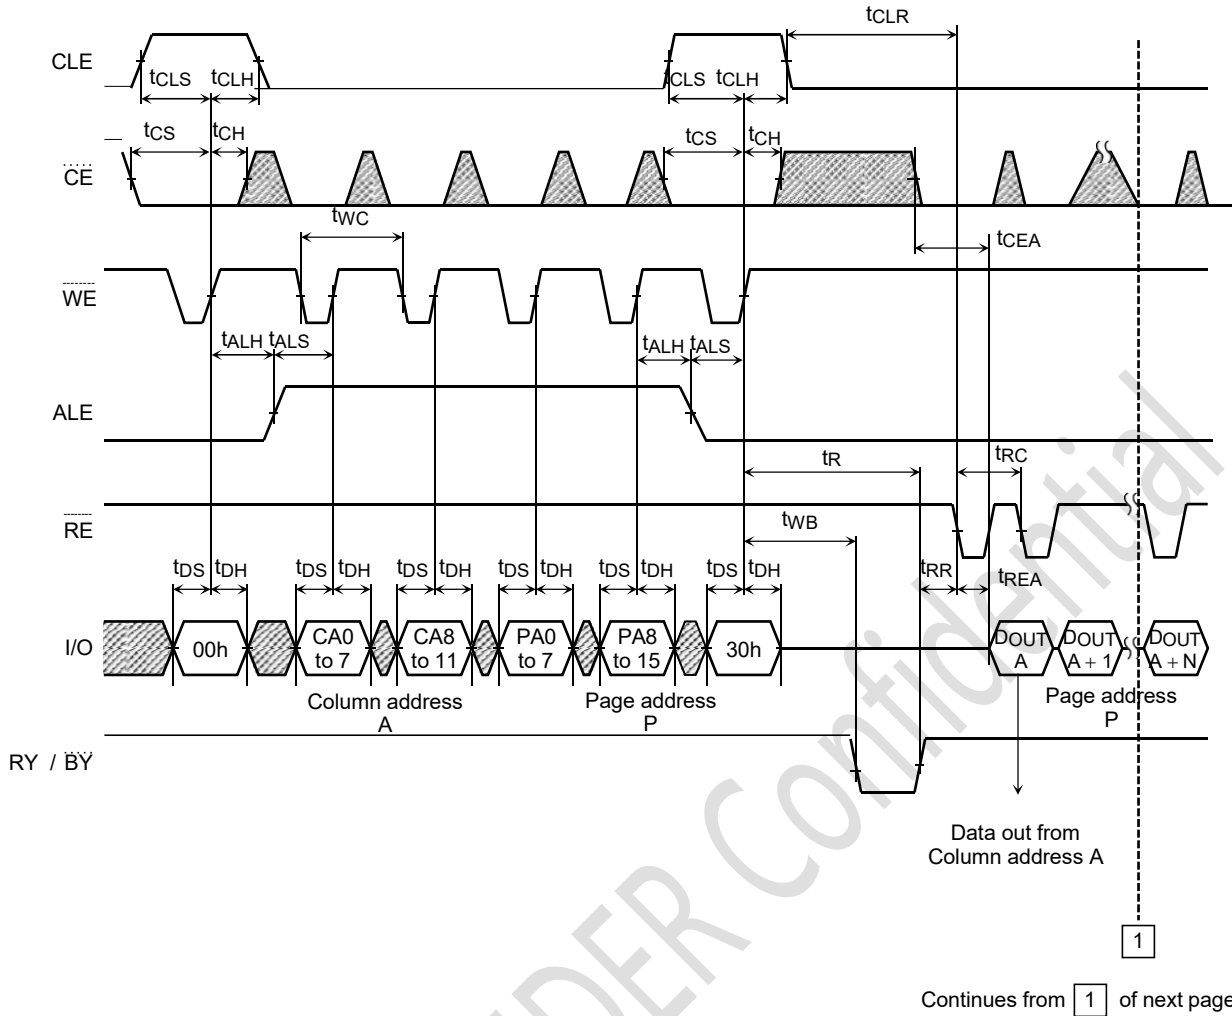 tCLR
CLE
tCLS tCLH tCLS tCLH
tCS tCH tCS tCH
CE
tWC
tCEA
WE
tALH tALS tALH tALS
ALE
tR tRC
RE
tWB
tDS tDH tDS tDH tDS tDH tDS tDH tDS tDH tDS tDH tRR tREA
I/O 00h CA0 to 7 CA8 to 11 PA0 to 7 PA8 to 15 30h DOUT A DOUT A + 1 DOUT A + N
Column address A Page address P Page address P
RY / BY
Data out from
Column address A
1
Continues from 1 of next page
Confidential